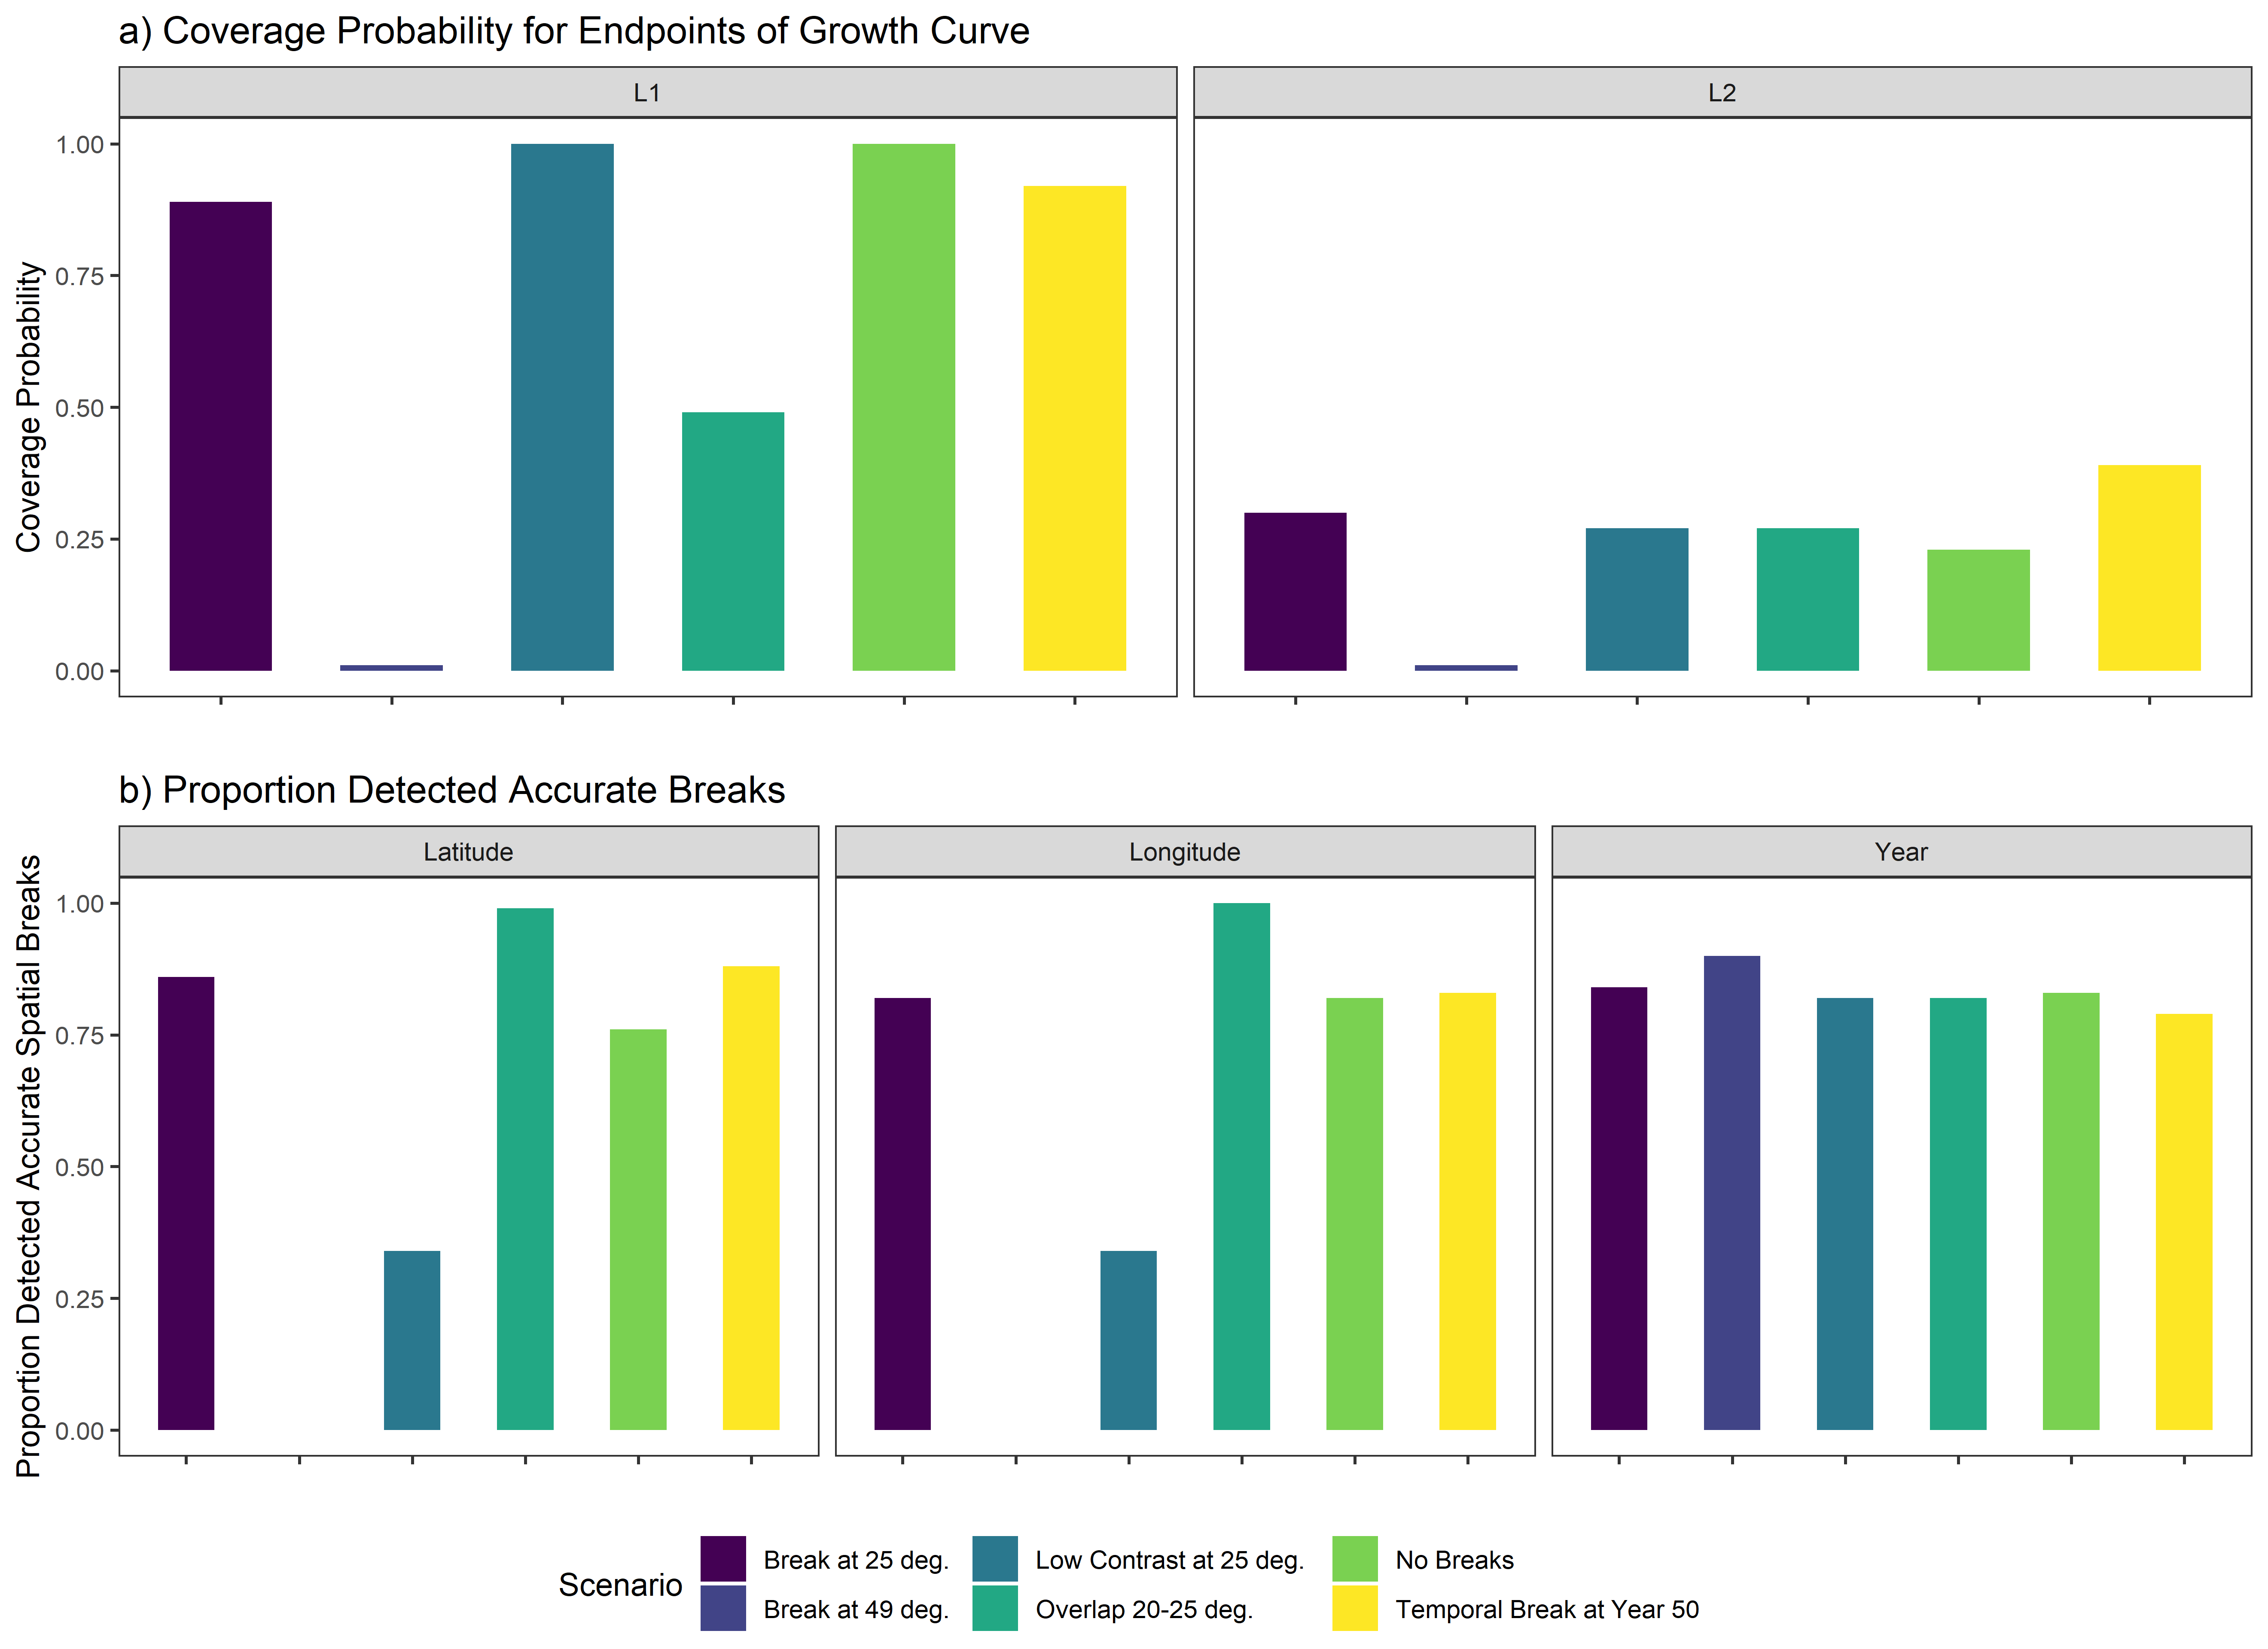 a) Coverage Probability for Endpoints of Growth Curve
L1
L2
Coverage Probability
1.00
0.75
0.50
0.25
0.00
b) Proportion Detected Accurate Breaks
Latitude
Longitude
Year
Proportion Detected Accurate Spatial Breaks
1.00
0.75
0.50
0.25
0.00
Scenario
Break at 25 deg.
Low Contrast at 25 deg.
No Breaks
Break at 49 deg.
Overlap 20-25 deg.
Temporal Break at Year 50